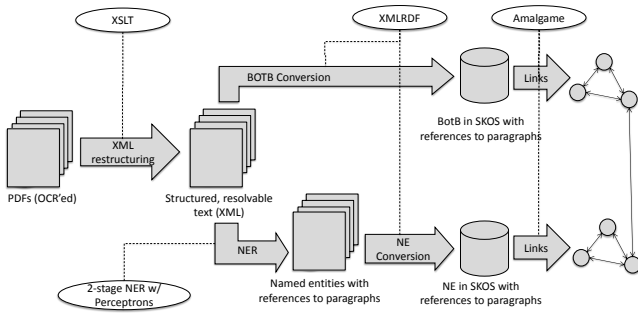 XSLT
XMLRDF
Amalgame
BOTB Conversion
Links
XML
restructuring
BotB in SKOS with
references to paragraphs
PDFs (OCR'ed)
Structured, resolvable
text (XML)
NER
NE
Conversion
Links
2-stage NER w/
Perceptrons
Named entities with
references to paragraphs
NE in SKOS with
references to paragraphs